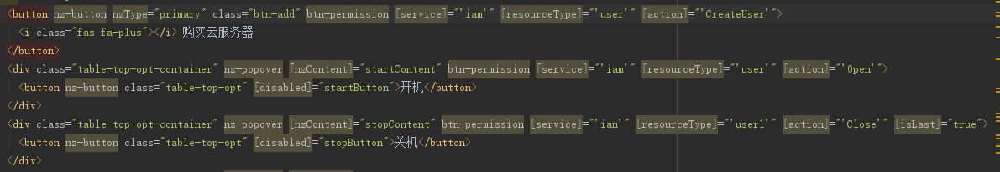 <button nz-button nzType="primary" class="btn-add" btn-permission [service]="'iam'" [resourceType]="'user'" [action]="'CreateUser'">
<i class="fas fa-plus"></i> 购买云服务器
</button>
<div class="table-top-opt-container" nz-popover [nzContent]="startContent" btn-permission [service]="'iam'" [resourceType]="'user'" [action]="'Open'">
<button nz-button class="table-top-opt" [disabled]="startButton">开机</button>
</div>
<div class="table-top-opt-container" nz-popover [nzContent]="stopContent" btn-permission [service]="'iam'" [resourceType]="'user1'" [action]="'Close'" [isLast]="true">
<button nz-button class="table-top-opt" [disabled]="stopButton">关机</button>
</div>